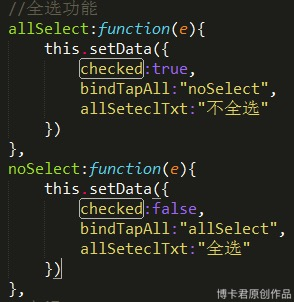 //全选功能
allSelect:function(e){
this.setData({
checked:true,
bindTapAll:"noSelect",
allSeteclTxt:"不全选"
})
},
noSelect:function(e){
this.setData({
checked:false,
bindTapAll:"allSelect",
allSeteclTxt:"全选"
})
},
博卡君原创作品